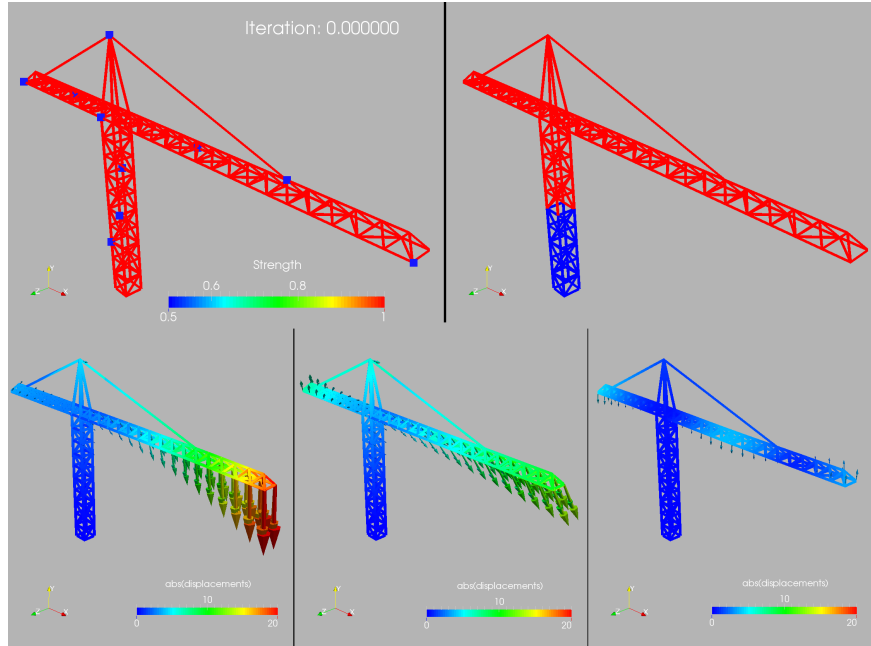 Iteration: 0.000000
Y
Z
X
Strength
0.6
0.8
0.5
1
Y
Z
X
Y
Z
X
abs(displacements)
10
0
20
Y
Z
X
abs(displacements)
10
0
20
Y
Z
X
abs(displacements)
10
0
20